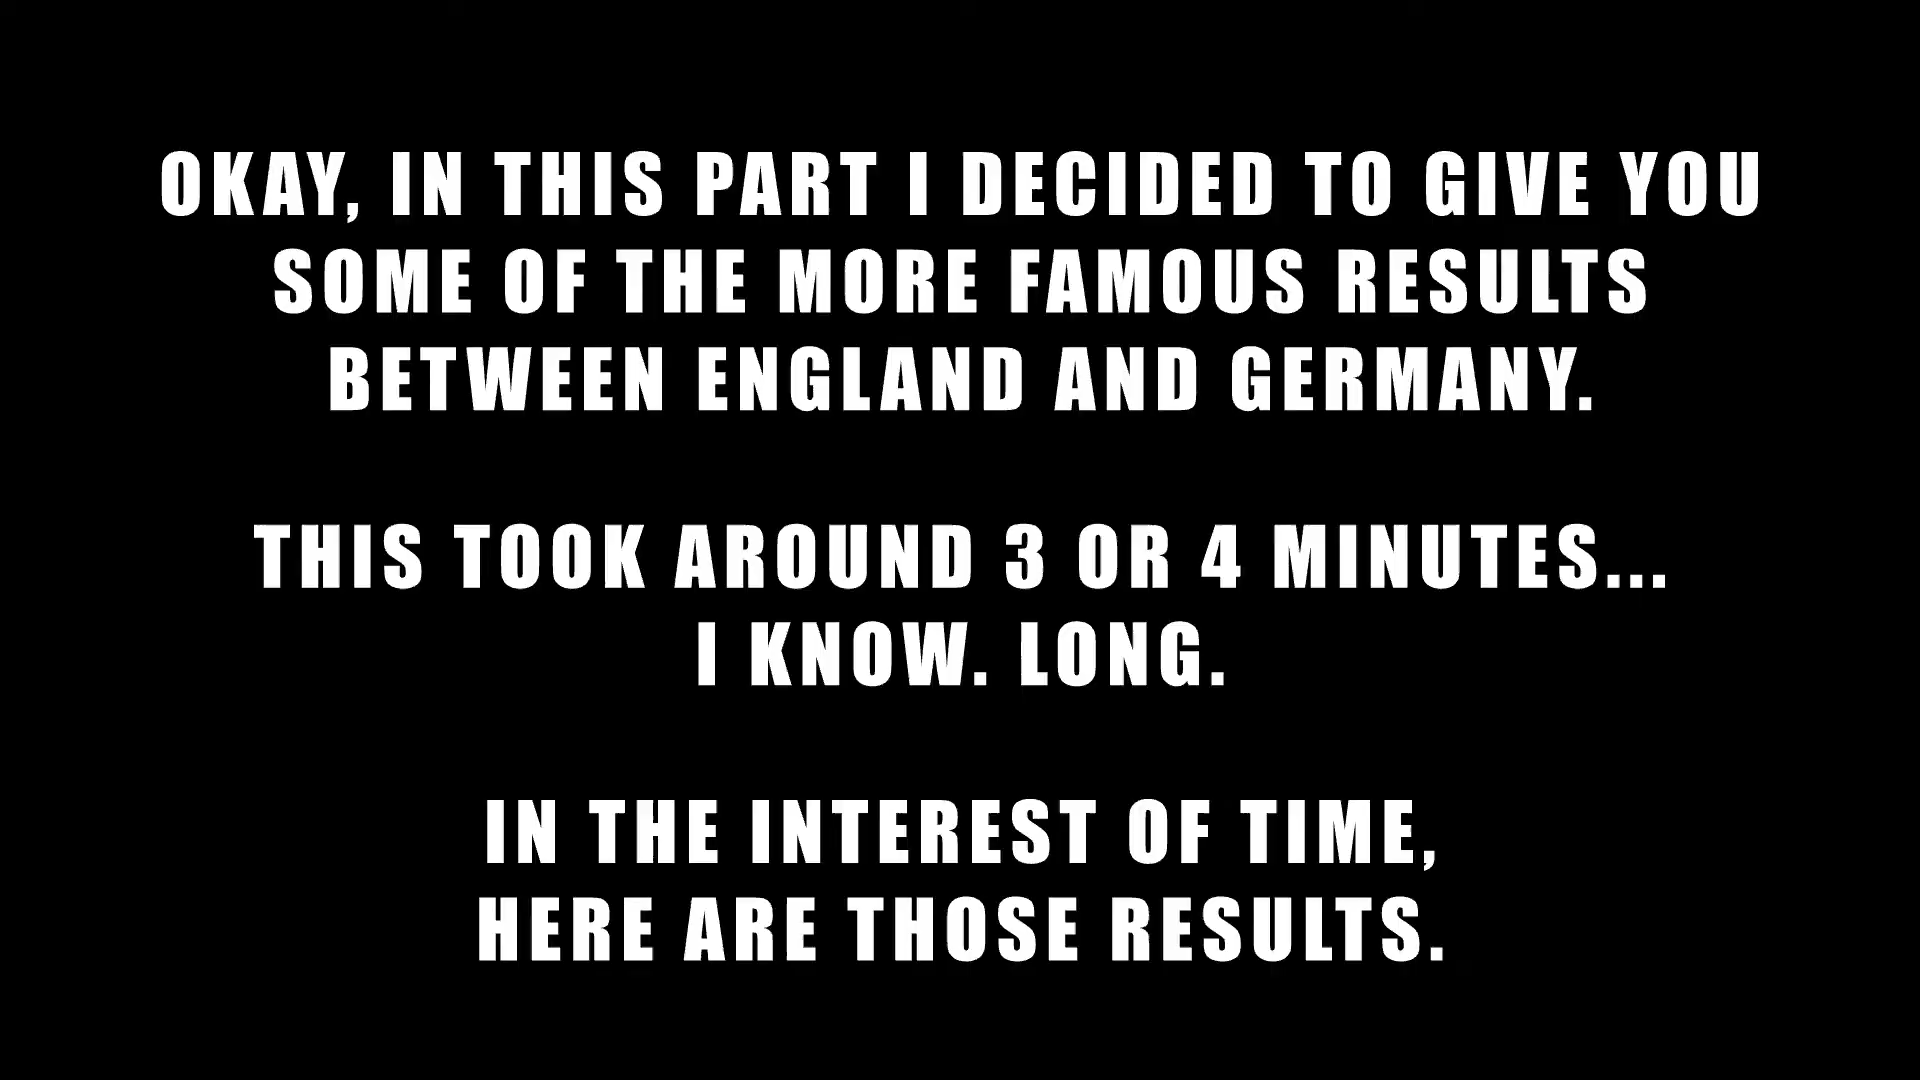 OKAY, IN THIS PART I DECIDED TO GIVE YOU
SOME OF THE MORE FAMOUS RESULTS
BETWEEN ENGLAND AND GERMANY.
THIS TOOK AROUND 3 OR 4 MINUTES...
I KNOW. LONG.
IN THE INTEREST OF TIME,
HERE ARE THOSE RESULTS.